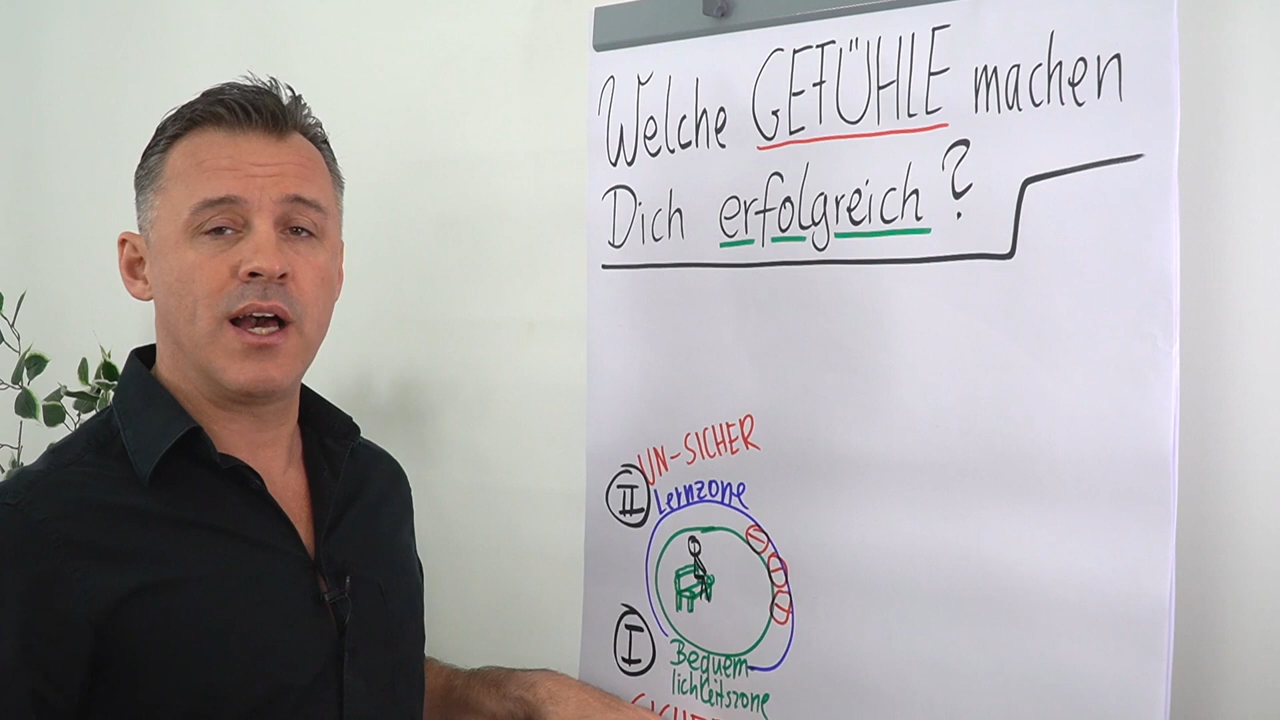 Welche GEFÜHLE machen
Dich erfolgreich?
UN-SICHER
II
Lernzone
I
Bequem-
lichkeitszone